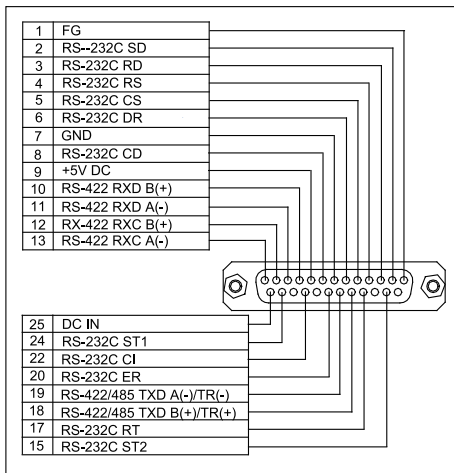 1 FG
2 RS--232C SD
3 RS-232C RD
4 RS-232C RS
5 RS-232C CS
6 RS-232C DR
7 GND
8 RS-232C CD
9 +5V DC
10 RS-422 RXD B(+)
11 RS-422 RXD A(-)
12 RX-422 RXC B(+)
13 RS-422 RXC A(-)
25 DC IN
24 RS-232C ST1
22 RS-232C CI
20 RS-232C ER
19 RS-422/485 TXD A(-)/TR(-)
18 RS-422/485 TXD B(+)/TR(+)
17 RS-232C RT
15 RS-232C ST2